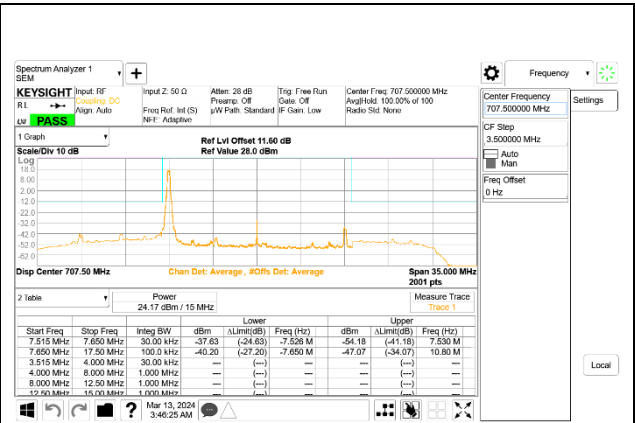 Spectrum Analyzer 1
SEM
Frequency
KEYSIGHT
Input: RF
Input Z: 50 Ω
Atten: 28 dB
Trig: Free Run
Center Freq: 707.500000 MHz
RL
Coupling: DC
Preamp: Off
Gate: Off
Avg|Hold: 100.00% of 100
Align: Auto
Freq Ref: Int (S)
µW Path: Standard
IF Gain: Low
Radio Std: None
NFE: Adaptive
PASS
Center Frequency
707.500000 MHz
Settings
CF Step
3.500000 MHz
Auto
Man
Freq Offset
0 Hz
1 Graph
Ref Lvl Offset 11.60 dB
Scale/Div 10 dB
Ref Value 28.0 dBm
Log
18.0
8.00
2.00
12.0
-22.0
-32.0
-42.0
-52.0
-62.0
Disp Center 707.50 MHz
Chan Det: Average , #Offs Det: Average
Span 35.000 MHz
2001 pts
2 Table
Power
24.17 dBm / 15 MHz
Measure Trace
Trace 1
Lower Upper
Start Freq Stop Freq Integ BW dBm ΔLimit(dB) Freq (Hz) dBm ΔLimit(dB) Freq (Hz)
7.515 MHz 7.650 MHz 30.00 kHz -37.63 (-24.63) -7.526 M -54.18 (-41.18) 7.530 M
7.650 MHz 17.50 MHz 100.0 kHz -40.20 (-27.20) -7.650 M -47.07 (-34.07) 10.80 M
3.515 MHz 4.000 MHz 30.00 kHz --- (---) --- --- (---) ---
4.000 MHz 8.000 MHz 1.000 MHz --- (---) --- --- (---) ---
8.000 MHz 12.50 MHz 1.000 MHz --- (---) --- --- (---) ---
12.50 MHz 15.00 MHz 1.000 MHz --- (---) --- --- (---) ---
Local
Mar 13, 2024
3:46:25 AM